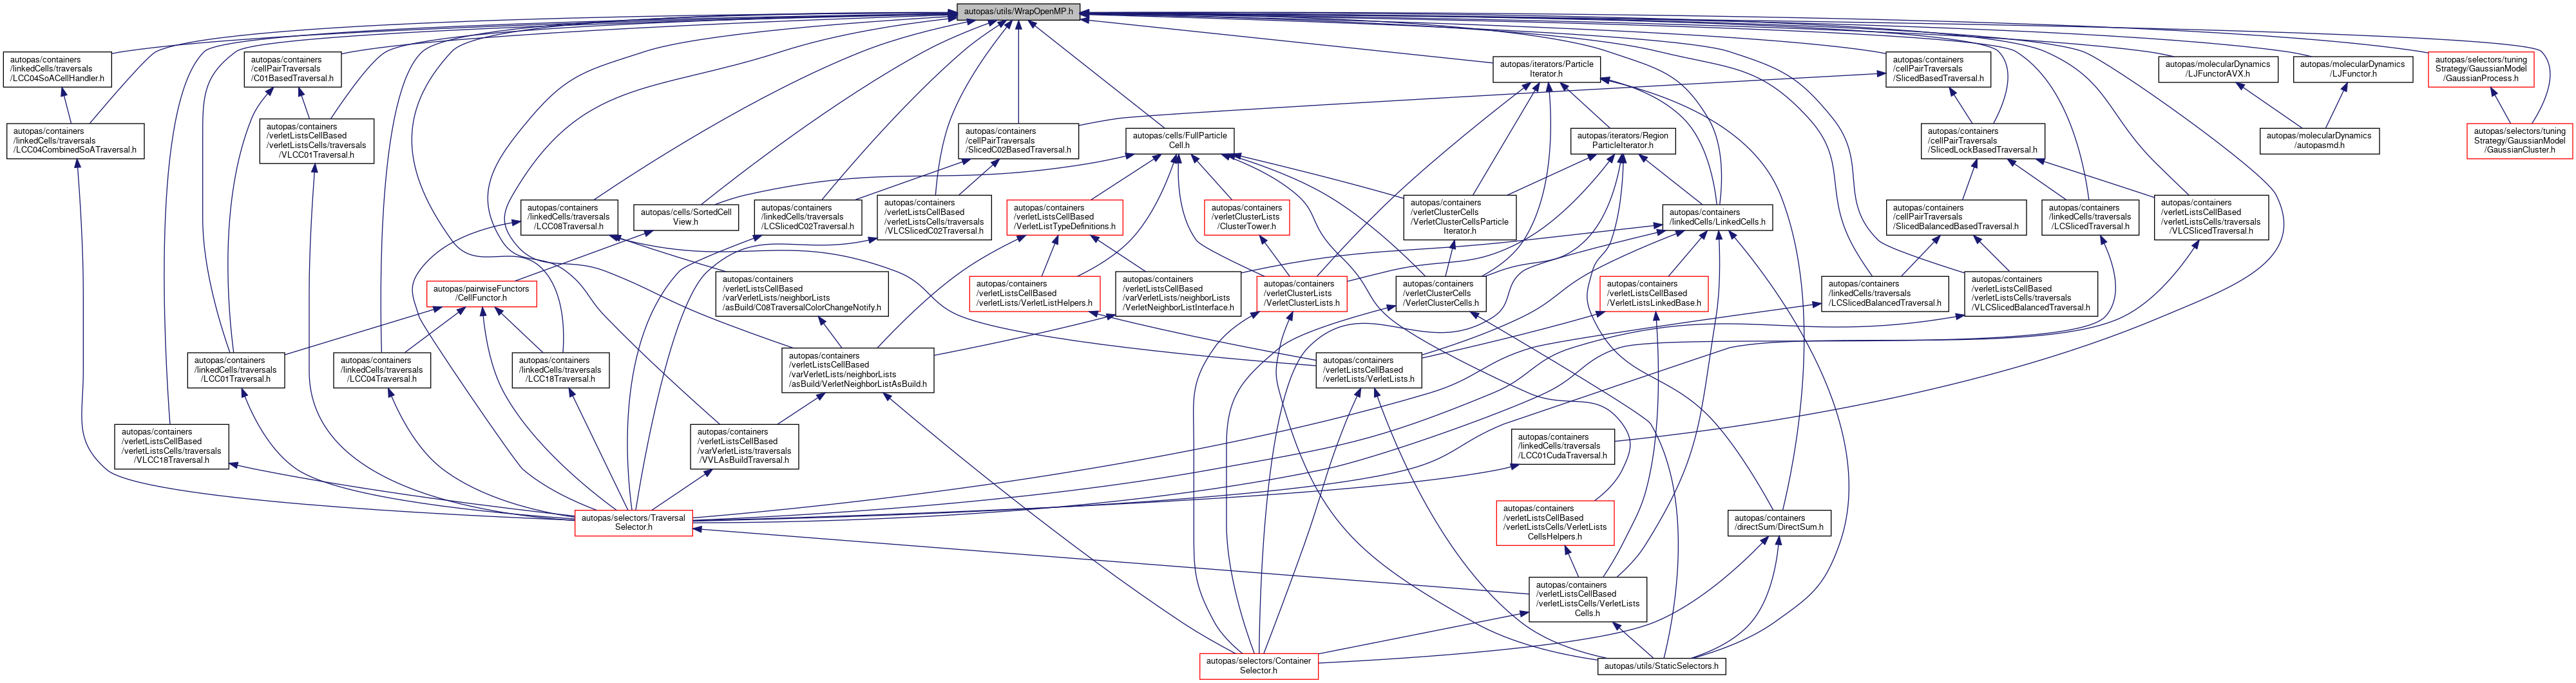 autopas/utils/WrapOpenMP.h
autopas/containers
/linkedCells/traversals
/LCC04SoACellHandler.h
autopas/containers
/cellPairTraversals
/C01BasedTraversal.h
autopas/iterators/Particle
Iterator.h
autopas/containers
/cellPairTraversals
/SlicedBasedTraversal.h
autopas/molecularDynamics
/LJFunctorAVX.h
autopas/molecularDynamics
/LJFunctor.h
autopas/selectors/tuning
Strategy/GaussianModel
/GaussianProcess.h
autopas/containers
/linkedCells/traversals
/LCC04CombinedSoATraversal.h
autopas/containers
/verletListsCellBased
/verletListsCells/traversals
/VLCC01Traversal.h
autopas/containers
/cellPairTraversals
/SlicedC02BasedTraversal.h
autopas/cells/FullParticle
Cell.h
autopas/iterators/Region
ParticleIterator.h
autopas/containers
/cellPairTraversals
/SlicedLockBasedTraversal.h
autopas/molecularDynamics
/autopasmd.h
autopas/selectors/tuning
Strategy/GaussianModel
/GaussianCluster.h
autopas/containers
/linkedCells/traversals
/LCC08Traversal.h
autopas/cells/SortedCell
View.h
autopas/containers
/linkedCells/traversals
/LCSlicedC02Traversal.h
autopas/containers
/verletListsCellBased
/verletListsCells/traversals
/VLCSlicedC02Traversal.h
autopas/containers
/verletListsCellBased
/VerletListTypeDefinitions.h
autopas/containers
/verletClusterLists
/ClusterTower.h
autopas/containers
/verletClusterCells
/VerletClusterCellsParticle
Iterator.h
autopas/containers
/linkedCells/LinkedCells.h
autopas/containers
/cellPairTraversals
/SlicedBalancedBasedTraversal.h
autopas/containers
/linkedCells/traversals
/LCSlicedTraversal.h
autopas/containers
/verletListsCellBased
/verletListsCells/traversals
/VLCSlicedTraversal.h
autopas/pairwiseFunctors
/CellFunctor.h
autopas/containers
/verletListsCellBased
/varVerletLists/neighborLists
/asBuild/C08TraversalColorChangeNotify.h
autopas/containers
/verletListsCellBased
/verletLists/VerletListHelpers.h
autopas/containers
/verletListsCellBased
/varVerletLists/neighborLists
/VerletNeighborListInterface.h
autopas/containers
/verletClusterLists
/VerletClusterLists.h
autopas/containers
/verletClusterCells
/VerletClusterCells.h
autopas/containers
/verletListsCellBased
/VerletListsLinkedBase.h
autopas/containers
/linkedCells/traversals
/LCSlicedBalancedTraversal.h
autopas/containers
/verletListsCellBased
/verletListsCells/traversals
/VLCSlicedBalancedTraversal.h
autopas/containers
/linkedCells/traversals
/LCC01Traversal.h
autopas/containers
/linkedCells/traversals
/LCC04Traversal.h
autopas/containers
/linkedCells/traversals
/LCC18Traversal.h
autopas/containers
/verletListsCellBased
/varVerletLists/neighborLists
/asBuild/VerletNeighborListAsBuild.h
autopas/containers
/verletListsCellBased
/verletLists/VerletLists.h
autopas/containers
/verletListsCellBased
/verletListsCells/traversals
/VLCC18Traversal.h
autopas/containers
/verletListsCellBased
/varVerletLists/traversals
/VVLAsBuildTraversal.h
autopas/containers
/linkedCells/traversals
/LCC01CudaTraversal.h
autopas/selectors/Traversal
Selector.h
autopas/containers
/verletListsCellBased
/verletListsCells/VerletLists
CellsHelpers.h
autopas/containers
/directSum/DirectSum.h
autopas/containers
/verletListsCellBased
/verletListsCells/VerletLists
Cells.h
autopas/selectors/Container
Selector.h
autopas/utils/StaticSelectors.h